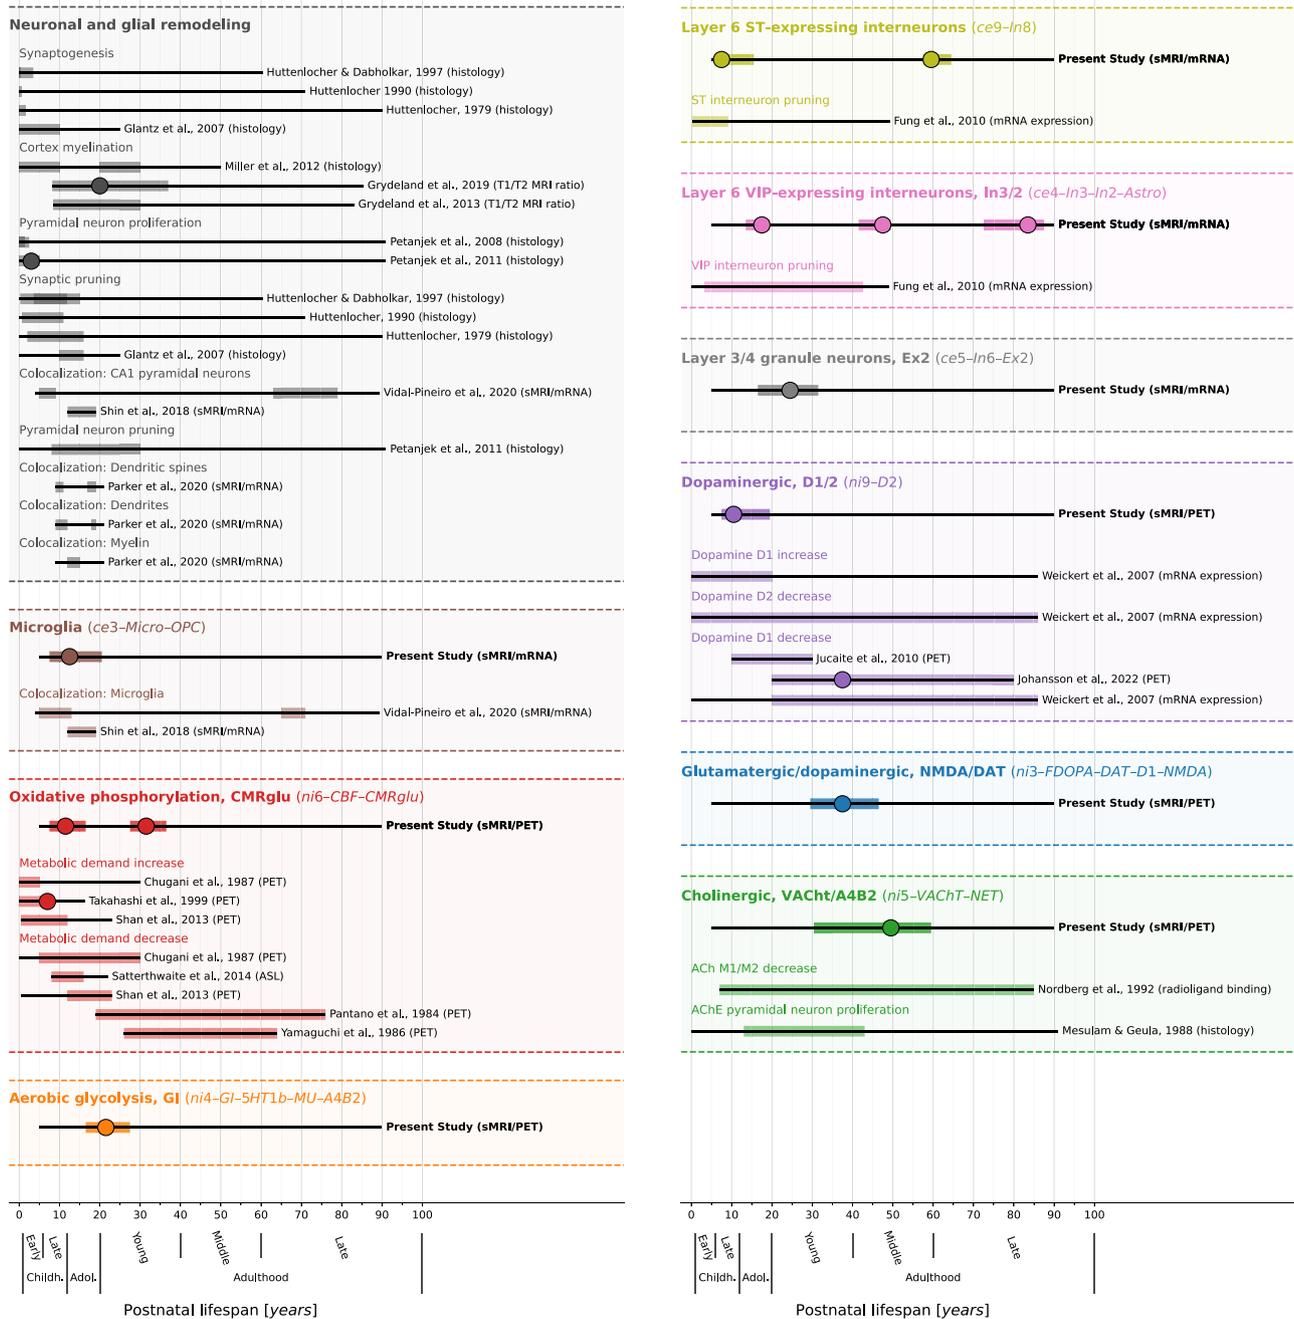 Neuronal and glial remodeling
Synaptogenesis
Huttenlocher & Dabholkar, 1997 (histology)
Huttenlocher 1990 (histology)
Huttenlocher, 1979 (histology)
Glantz et al., 2007 (histology)
Cortex myelination
Miller et al., 2012 (histology)
Grydeland et al., 2019 (T1/T2 MRI ratio)
Grydeland et al., 2013 (T1/T2 MRI ratio)
Pyramidal neuron proliferation
Petanjek et al., 2008 (histology)
Petanjek et al., 2011 (histology)
Synaptic pruning
Huttenlocher & Dabholkar, 1997 (histology)
Huttenlocher, 1990 (histology)
Huttenlocher, 1979 (histology)
Glantz et al., 2007 (histology)
Colocalization: CA1 pyramidal neurons
Vidal-Pineiro et al., 2020 (sMRI/mRNA)
Shin et al., 2018 (sMRI/mRNA)
Pyramidal neuron pruning
Petanjek et al., 2011 (histology)
Colocalization: Dendritic spines
Parker et al., 2020 (sMRI/mRNA)
Colocalization: Dendrites
Parker et al., 2020 (sMRI/mRNA)
Colocalization: Myelin
Parker et al., 2020 (sMRI/mRNA)
Microglia (ce3–Micro–OPC)
Present Study (sMRI/mRNA)
Colocalization: Microglia
Vidal-Pineiro et al., 2020 (sMRI/mRNA)
Shin et al., 2018 (sMRI/mRNA)
Oxidative phosphorylation, CMRglu (ni6–CBF–CMRglu)
Present Study (sMRI/PET)
Metabolic demand increase
Chugani et al., 1987 (PET)
Takahashi et al., 1999 (PET)
Shan et al., 2013 (PET)
Metabolic demand decrease
Chugani et al., 1987 (PET)
Satterthwaite et al., 2014 (ASL)
Shan et al., 2013 (PET)
Pantano et al., 1984 (PET)
Yamaguchi et al., 1986 (PET)
Aerobic glycolysis, GI (ni4–GI–5HT1b–MU–A4B2)
Present Study (sMRI/PET)
0 10 20 30 40 50 60 70 80 90 100
Early Late Young Middle Late
Childh. Adol. Adulthood
Postnatal lifespan [years]
Layer 6 ST-expressing interneurons (ce9–In8)
Present Study (sMRI/mRNA)
ST interneuron pruning
Fung et al., 2010 (mRNA expression)
Layer 6 VIP-expressing interneurons, In3/2 (ce4–In3–In2–Astro)
Present Study (sMRI/mRNA)
VIP interneuron pruning
Fung et al., 2010 (mRNA expression)
Layer 3/4 granule neurons, Ex2 (ce5–In6–Ex2)
Present Study (sMRI/mRNA)
Dopaminergic, D1/2 (ni9–D2)
Present Study (sMRI/PET)
Dopamine D1 increase
Weickert et al., 2007 (mRNA expression)
Dopamine D2 decrease
Weickert et al., 2007 (mRNA expression)
Dopamine D1 decrease
Jucaite et al., 2010 (PET)
Johansson et al., 2022 (PET)
Weickert et al., 2007 (mRNA expression)
Glutamatergic/dopaminergic, NMDA/DAT (ni3–FDOPA–DAT–D1–NMDA)
Present Study (sMRI/PET)
Cholinergic, VACht/A4B2 (ni5–VAChT–NET)
Present Study (sMRI/PET)
ACh M1/M2 decrease
Nordberg et al., 1992 (radioligand binding)
AChE pyramidal neuron proliferation
Mesulam & Geula, 1988 (histology)
0 10 20 30 40 50 60 70 80 90 100
Early Late Young Middle Late
Childh. Adol. Adulthood
Postnatal lifespan [years]